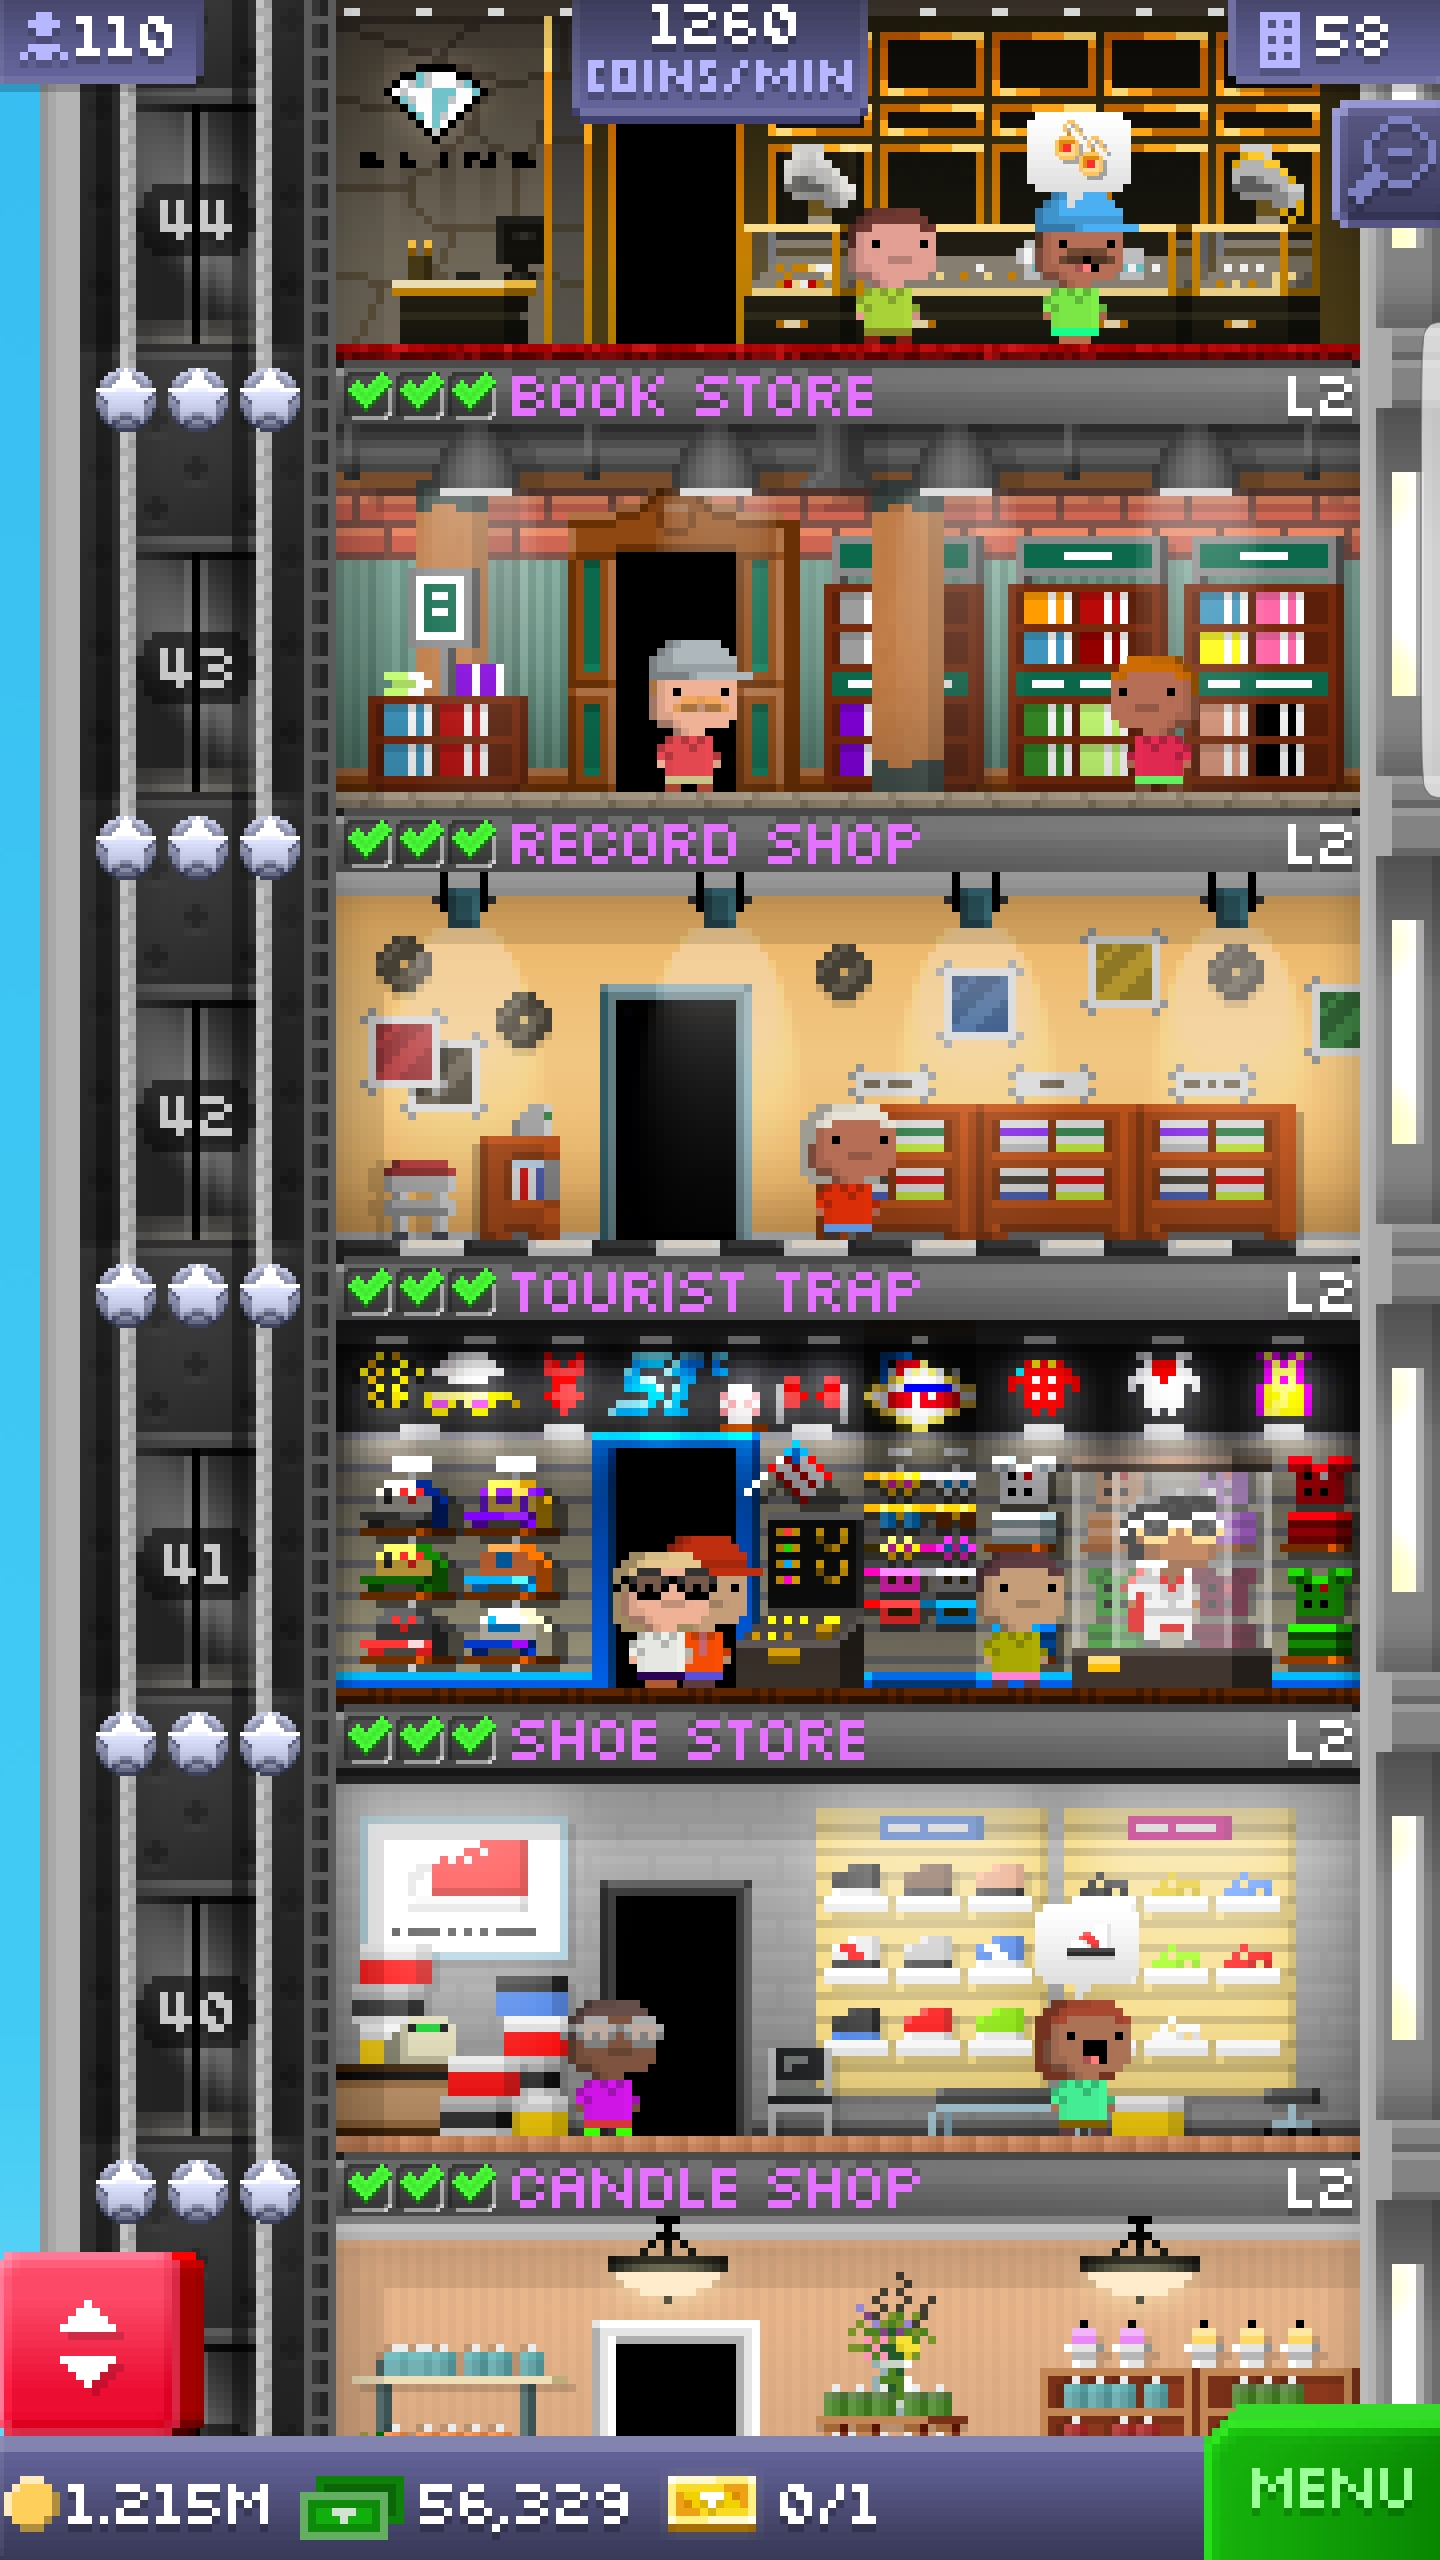 110
1260
COINS/MIN
58
BLING
44
BOOK STORE L2
43
RECORD SHOP L2
42
TOURIST TRAP L2
41
SHOE STORE L2
40
CANDLE SHOP L2
1.215M 56,329 0/1 MENU